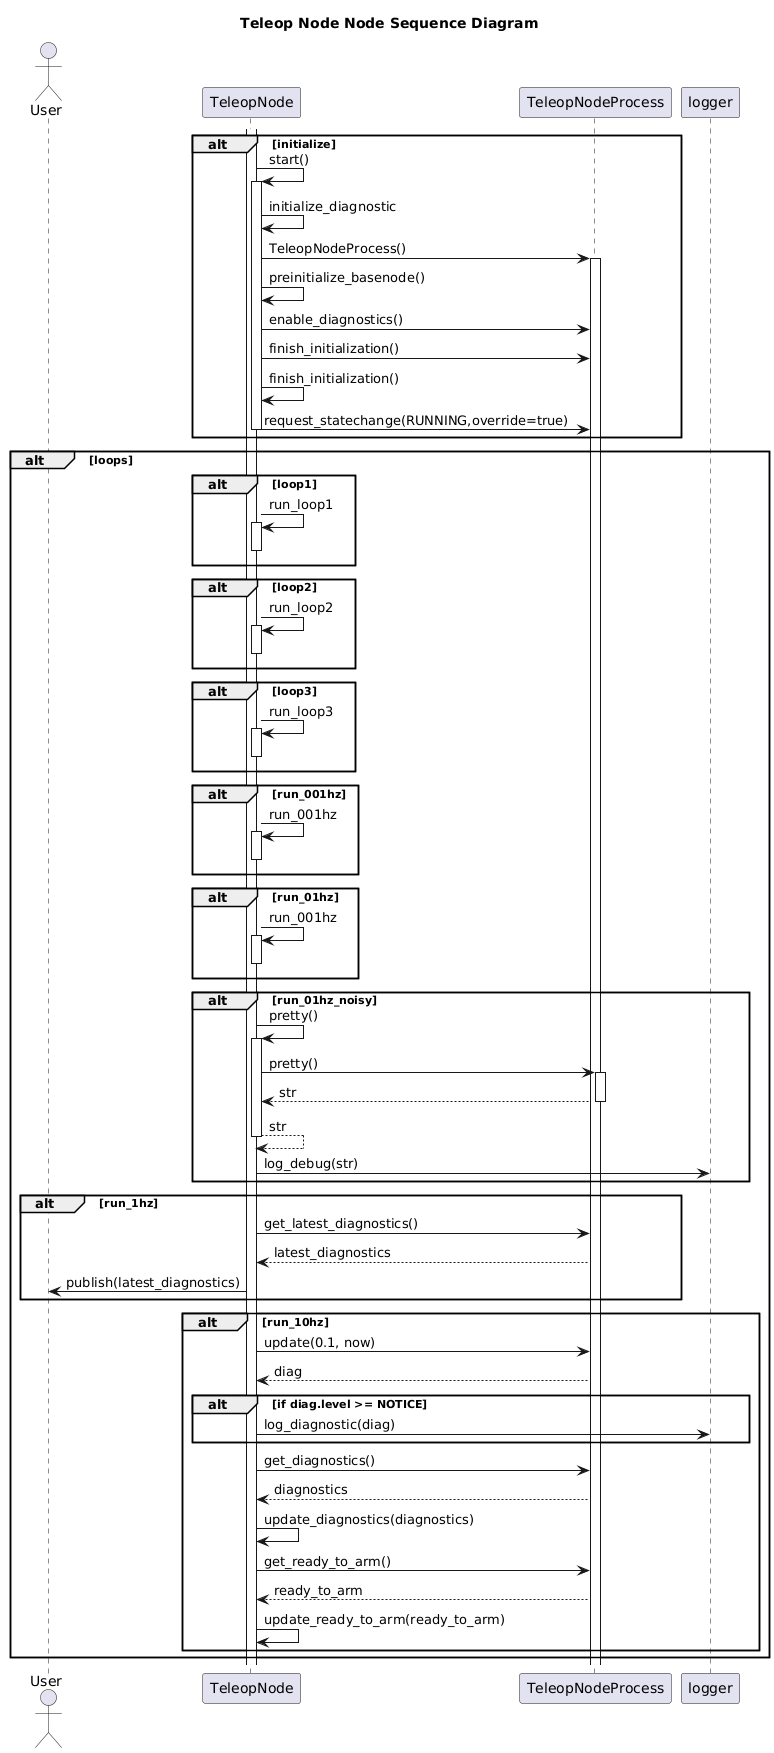 Teleop Node Node Sequence Diagram
User
TeleopNode
TeleopNodeProcess
logger
alt [initialize]
start()
initialize_diagnostic
TeleopNodeProcess()
preinitialize_basenode()
enable_diagnostics()
finish_initialization()
finish_initialization()
request_statechange(RUNNING,override=true)
alt [loops]
alt [loop1]
run_loop1
alt [loop2]
run_loop2
alt [loop3]
run_loop3
alt [run_001hz]
run_001hz
alt [run_01hz]
run_001hz
alt [run_01hz_noisy]
pretty()
pretty()
str
str
log_debug(str)
alt [run_1hz]
get_latest_diagnostics()
latest_diagnostics
publish(latest_diagnostics)
alt [run_10hz]
update(0.1, now)
diag
alt [if diag.level >= NOTICE]
log_diagnostic(diag)
get_diagnostics()
diagnostics
update_diagnostics(diagnostics)
get_ready_to_arm()
ready_to_arm
update_ready_to_arm(ready_to_arm)
User
TeleopNode
TeleopNodeProcess
logger